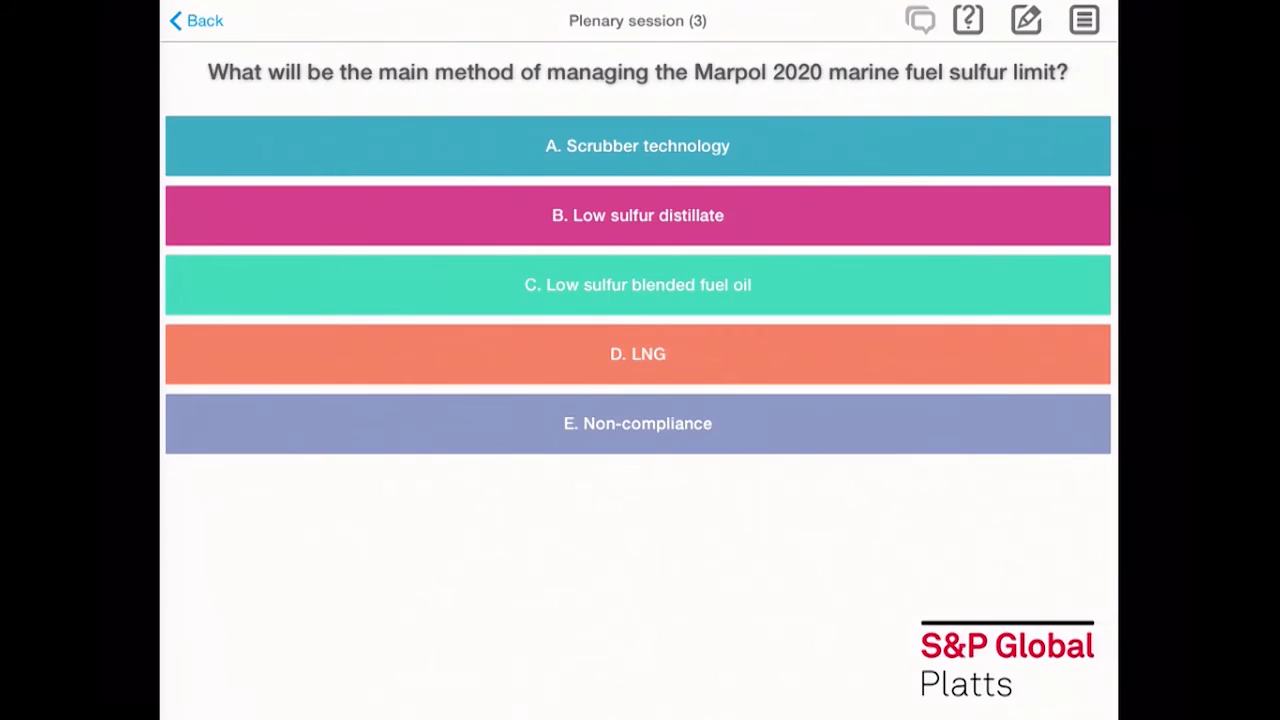 Back
Plenary session (3)
What will be the main method of managing the Marpol 2020 marine fuel sulfur limit?
A. Scrubber technology
B. Low sulfur distillate
C. Low sulfur blended fuel oil
D. LNG
E. Non-compliance
S&P Global
Platts